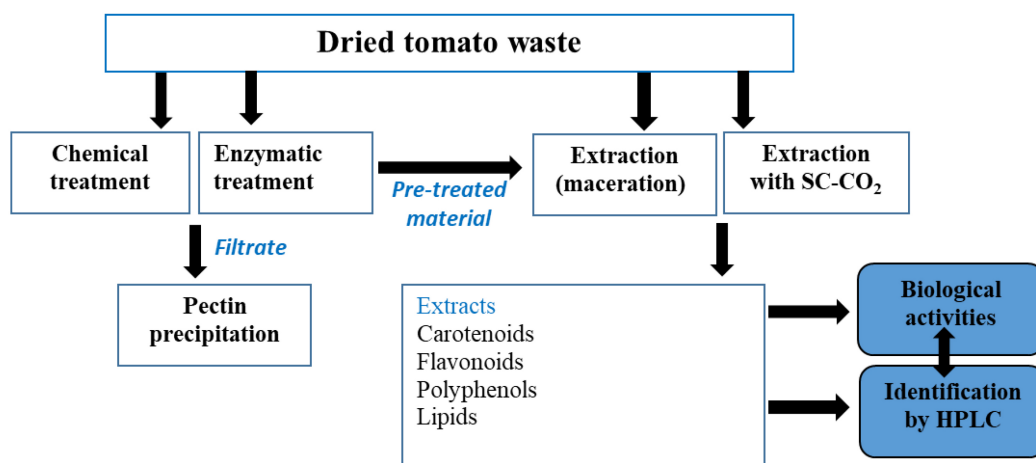 Dried tomato waste
Chemical
treatment
Enzymatic
treatment
Pre-treated
material
Extraction
(maceration)
Extraction
with SC-CO₂
Filtrate
Pectin
precipitation
Extracts
Carotenoids
Flavonoids
Polyphenols
Lipids
Biological
activities
Identification
by HPLC